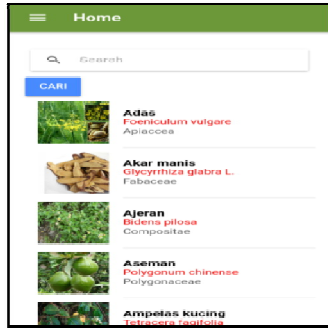 Home
Search
CARI
Adas
Foeniculum vulgare
Apiaccea
Akar manis
Glycyrrhiza glabra L.
Fabaceae
Ajeran
Bidens pilosa
Compositae
Aseman
Polygonum chinense
Polygonaceae
Ampelas kucing
Tetracera fagifolia